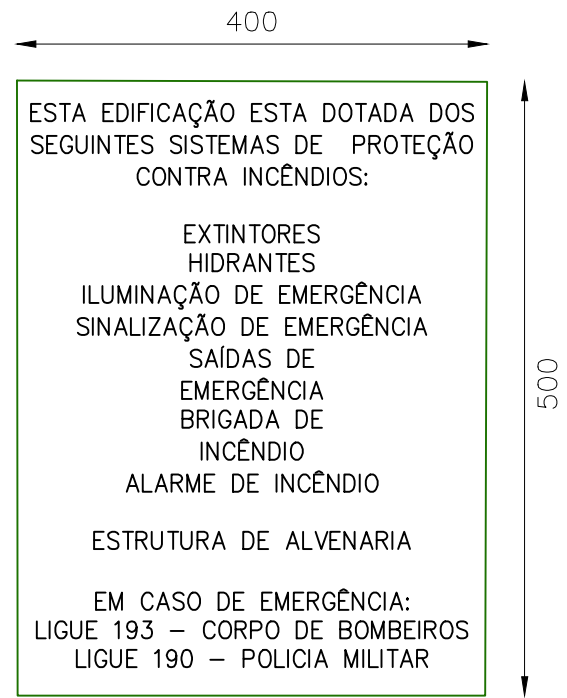 400
ESTA EDIFICAÇÃO ESTA DOTADA DOS
SEGUINTES SISTEMAS DE PROTEÇÃO
CONTRA INCÊNDIOS:
EXTINTORES
HIDRANTES
ILUMINAÇÃO DE EMERGÊNCIA
SINALIZAÇÃO DE EMERGÊNCIA
SAÍDAS DE
EMERGÊNCIA
BRIGADA DE
INCÊNDIO
ALARME DE INCÊNDIO
ESTRUTURA DE ALVENARIA
EM CASO DE EMERGÊNCIA:
LIGUE 193 – CORPO DE BOMBEIROS
LIGUE 190 – POLICIA MILITAR
500